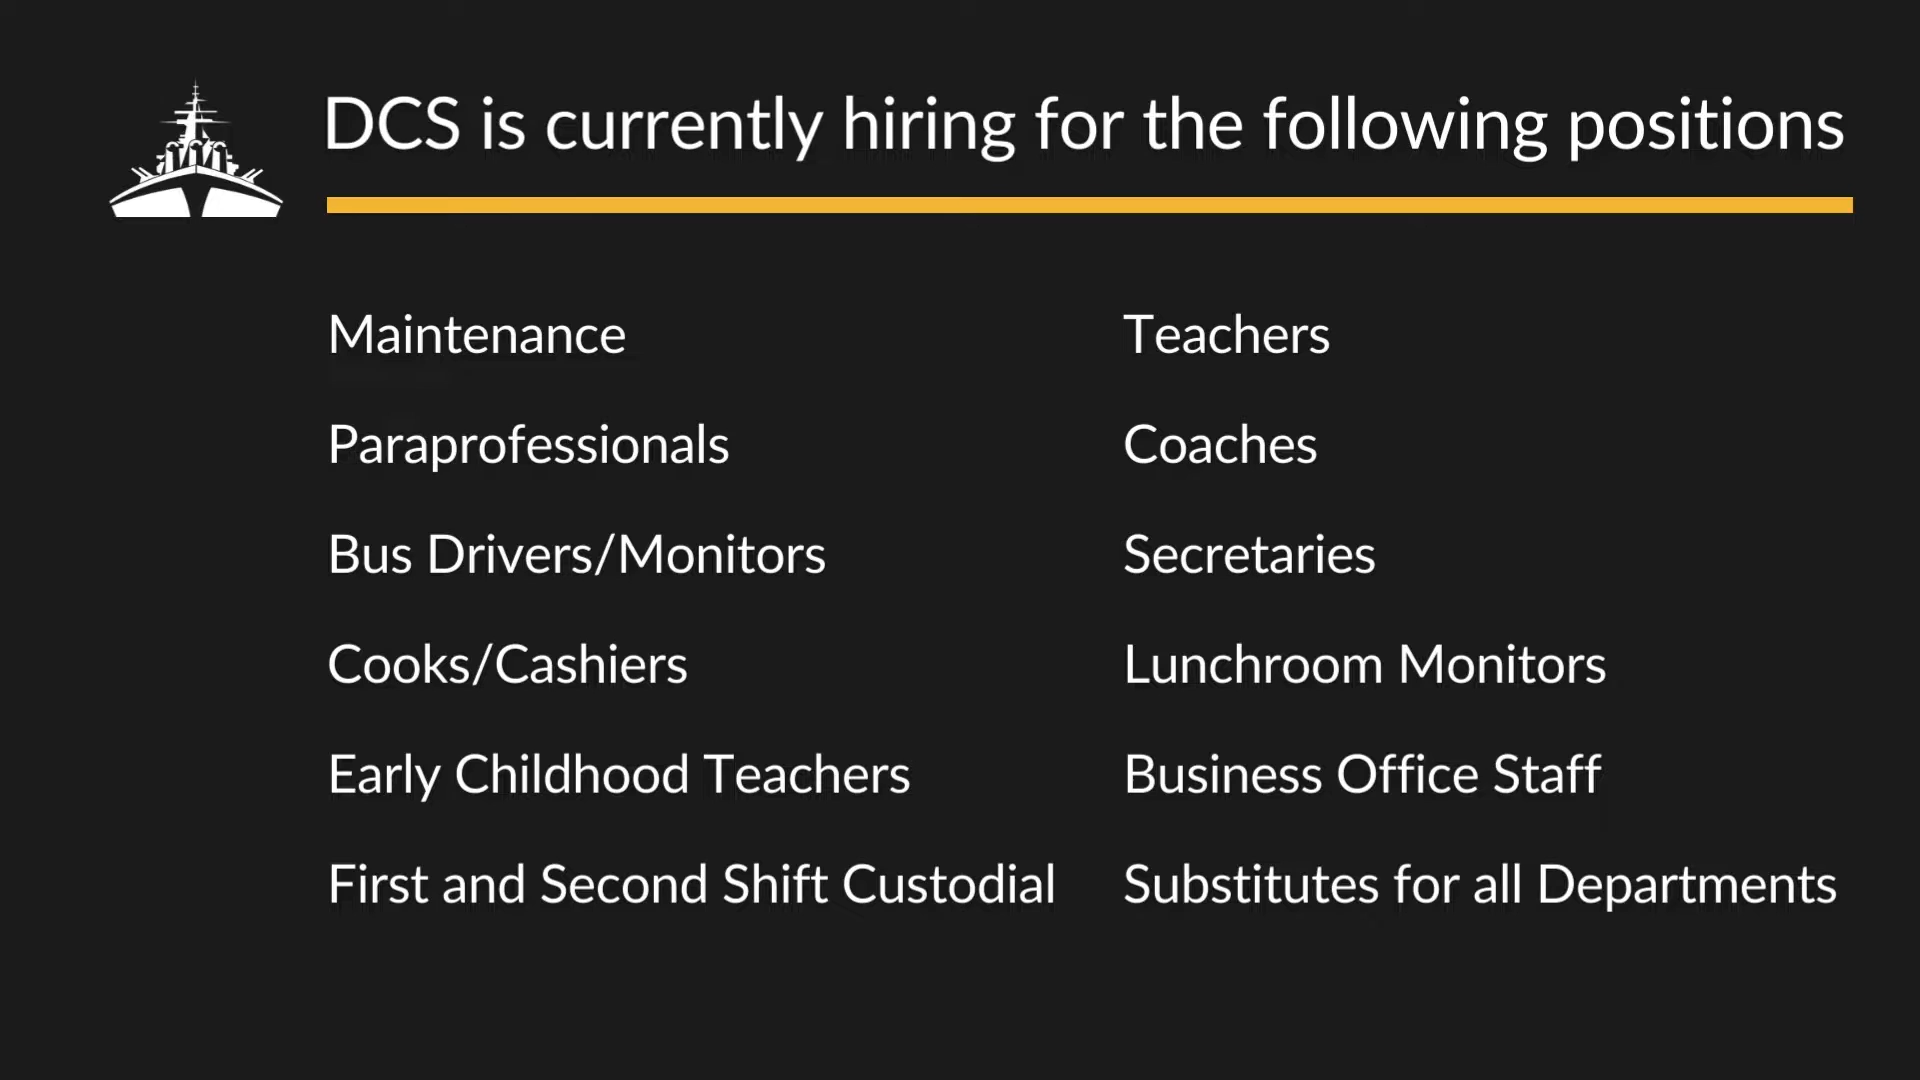 DCS is currently hiring for the following positions
Maintenance
Paraprofessionals
Bus Drivers/Monitors
Cooks/Cashiers
Early Childhood Teachers
First and Second Shift Custodial
Teachers
Coaches
Secretaries
Lunchroom Monitors
Business Office Staff
Substitutes for all Departments